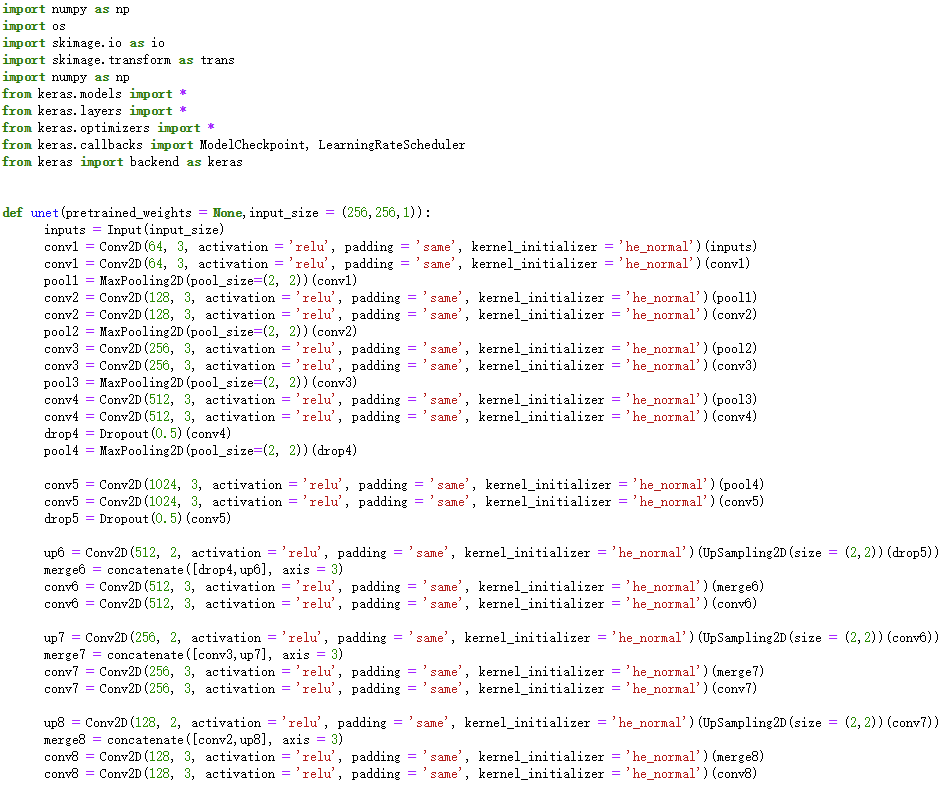 import numpy as np
import os
import skimage.io as io
import skimage.transform as trans
import numpy as np
from keras.models import *
from keras.layers import *
from keras.optimizers import *
from keras.callbacks import ModelCheckpoint, LearningRateScheduler
from keras import backend as keras
def unet(pretrained_weights = None,input_size = (256,256,1)):
inputs = Input(input_size)
conv1 = Conv2D(64, 3, activation = 'relu', padding = 'same', kernel_initializer = 'he_normal')(inputs)
conv1 = Conv2D(64, 3, activation = 'relu', padding = 'same', kernel_initializer = 'he_normal')(conv1)
pool1 = MaxPooling2D(pool_size=(2, 2))(conv1)
conv2 = Conv2D(128, 3, activation = 'relu', padding = 'same', kernel_initializer = 'he_normal')(pool1)
conv2 = Conv2D(128, 3, activation = 'relu', padding = 'same', kernel_initializer = 'he_normal')(conv2)
pool2 = MaxPooling2D(pool_size=(2, 2))(conv2)
conv3 = Conv2D(256, 3, activation = 'relu', padding = 'same', kernel_initializer = 'he_normal')(pool2)
conv3 = Conv2D(256, 3, activation = 'relu', padding = 'same', kernel_initializer = 'he_normal')(conv3)
pool3 = MaxPooling2D(pool_size=(2, 2))(conv3)
conv4 = Conv2D(512, 3, activation = 'relu', padding = 'same', kernel_initializer = 'he_normal')(pool3)
conv4 = Conv2D(512, 3, activation = 'relu', padding = 'same', kernel_initializer = 'he_normal')(conv4)
drop4 = Dropout(0.5)(conv4)
pool4 = MaxPooling2D(pool_size=(2, 2))(drop4)
conv5 = Conv2D(1024, 3, activation = 'relu', padding = 'same', kernel_initializer = 'he_normal')(pool4)
conv5 = Conv2D(1024, 3, activation = 'relu', padding = 'same', kernel_initializer = 'he_normal')(conv5)
drop5 = Dropout(0.5)(conv5)
up6 = Conv2D(512, 2, activation = 'relu', padding = 'same', kernel_initializer = 'he_normal')(UpSampling2D(size = (2,2))(drop5))
merge6 = concatenate([drop4,up6], axis = 3)
conv6 = Conv2D(512, 3, activation = 'relu', padding = 'same', kernel_initializer = 'he_normal')(merge6)
conv6 = Conv2D(512, 3, activation = 'relu', padding = 'same', kernel_initializer = 'he_normal')(conv6)
up7 = Conv2D(256, 2, activation = 'relu', padding = 'same', kernel_initializer = 'he_normal')(UpSampling2D(size = (2,2))(conv6))
merge7 = concatenate([conv3,up7], axis = 3)
conv7 = Conv2D(256, 3, activation = 'relu', padding = 'same', kernel_initializer = 'he_normal')(merge7)
conv7 = Conv2D(256, 3, activation = 'relu', padding = 'same', kernel_initializer = 'he_normal')(conv7)
up8 = Conv2D(128, 2, activation = 'relu', padding = 'same', kernel_initializer = 'he_normal')(UpSampling2D(size = (2,2))(conv7))
merge8 = concatenate([conv2,up8], axis = 3)
conv8 = Conv2D(128, 3, activation = 'relu', padding = 'same', kernel_initializer = 'he_normal')(merge8)
conv8 = Conv2D(128, 3, activation = 'relu', padding = 'same', kernel_initializer = 'he_normal')(conv8)